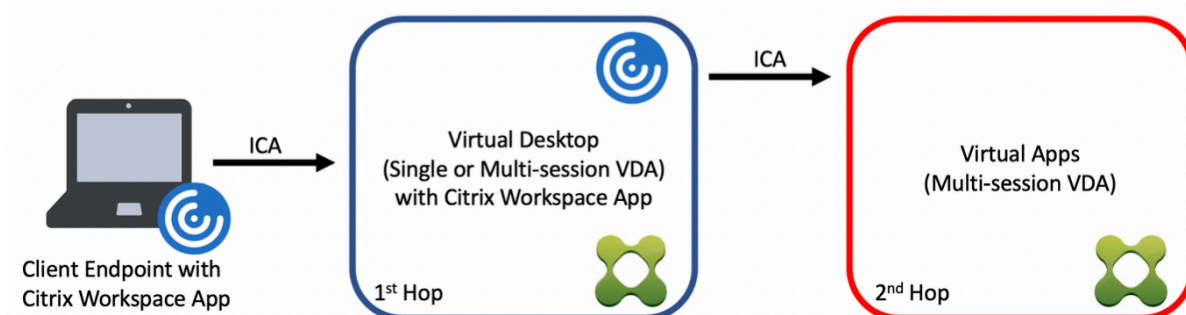 ICA
ICA
Virtual Desktop
(Single or Multi-session VDA)
with Citrix Workspace App
Virtual Apps
(Multi-session VDA)
Client Endpoint with
Citrix Workspace App
1st Hop
2nd Hop